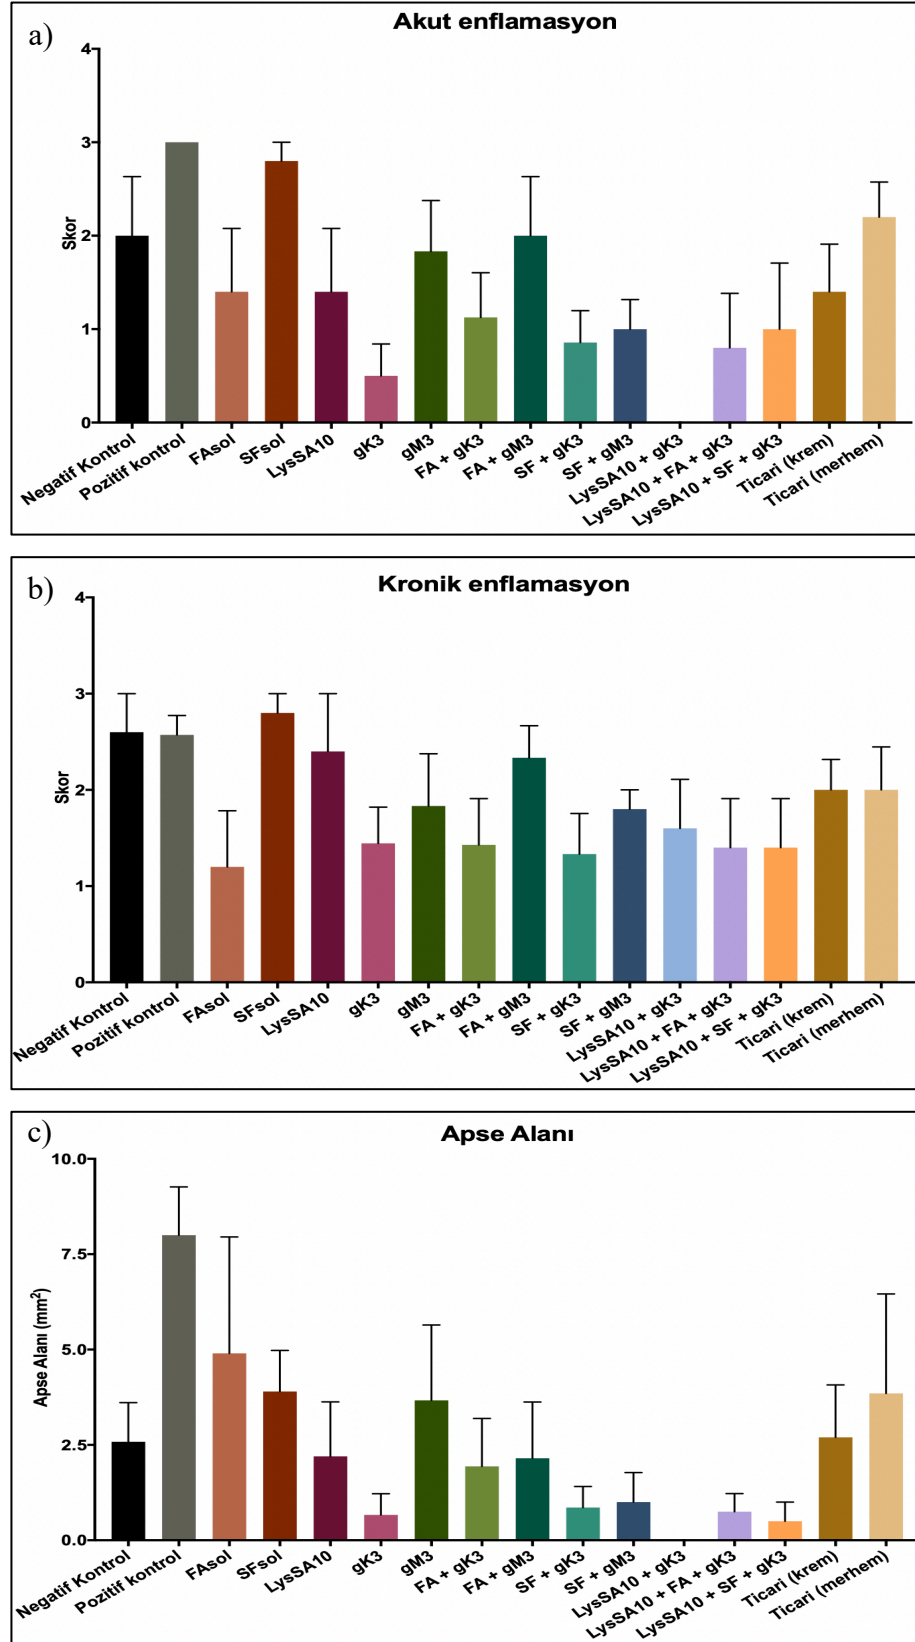 a)
Akut enflamasyon
4
3
2
1
0
Skor
Negatif Kontrol
Pozitif kontrol
FAsol
SFsol
LysSA10
gK3
gM3
FA + gK3
FA + gM3
SF + gK3
SF + gM3
LysSA10 + gK3
LysSA10 + FA + gK3
LysSA10 + SF + gK3
Ticari (krem)
Ticari (merhem)
b)
Kronik enflamasyon
4
3
2
1
0
Skor
Negatif Kontrol
Pozitif kontrol
FAsol
SFsol
LysSA10
gK3
gM3
FA + gK3
FA + gM3
SF + gK3
SF + gM3
LysSA10 + gK3
LysSA10 + FA + gK3
LysSA10 + SF + gK3
Ticari (krem)
Ticari (merhem)
c)
Apse Alanı
10.0
7.5
5.0
2.5
0.0
Apse Alanı (mm²)
Negatif Kontrol
Pozitif kontrol
FAsol
SFsol
LysSA10
gK3
gM3
FA + gK3
FA + gM3
SF + gK3
SF + gM3
LysSA10 + gK3
LysSA10 + FA + gK3
LysSA10 + SF + gK3
Ticari (krem)
Ticari (merhem)